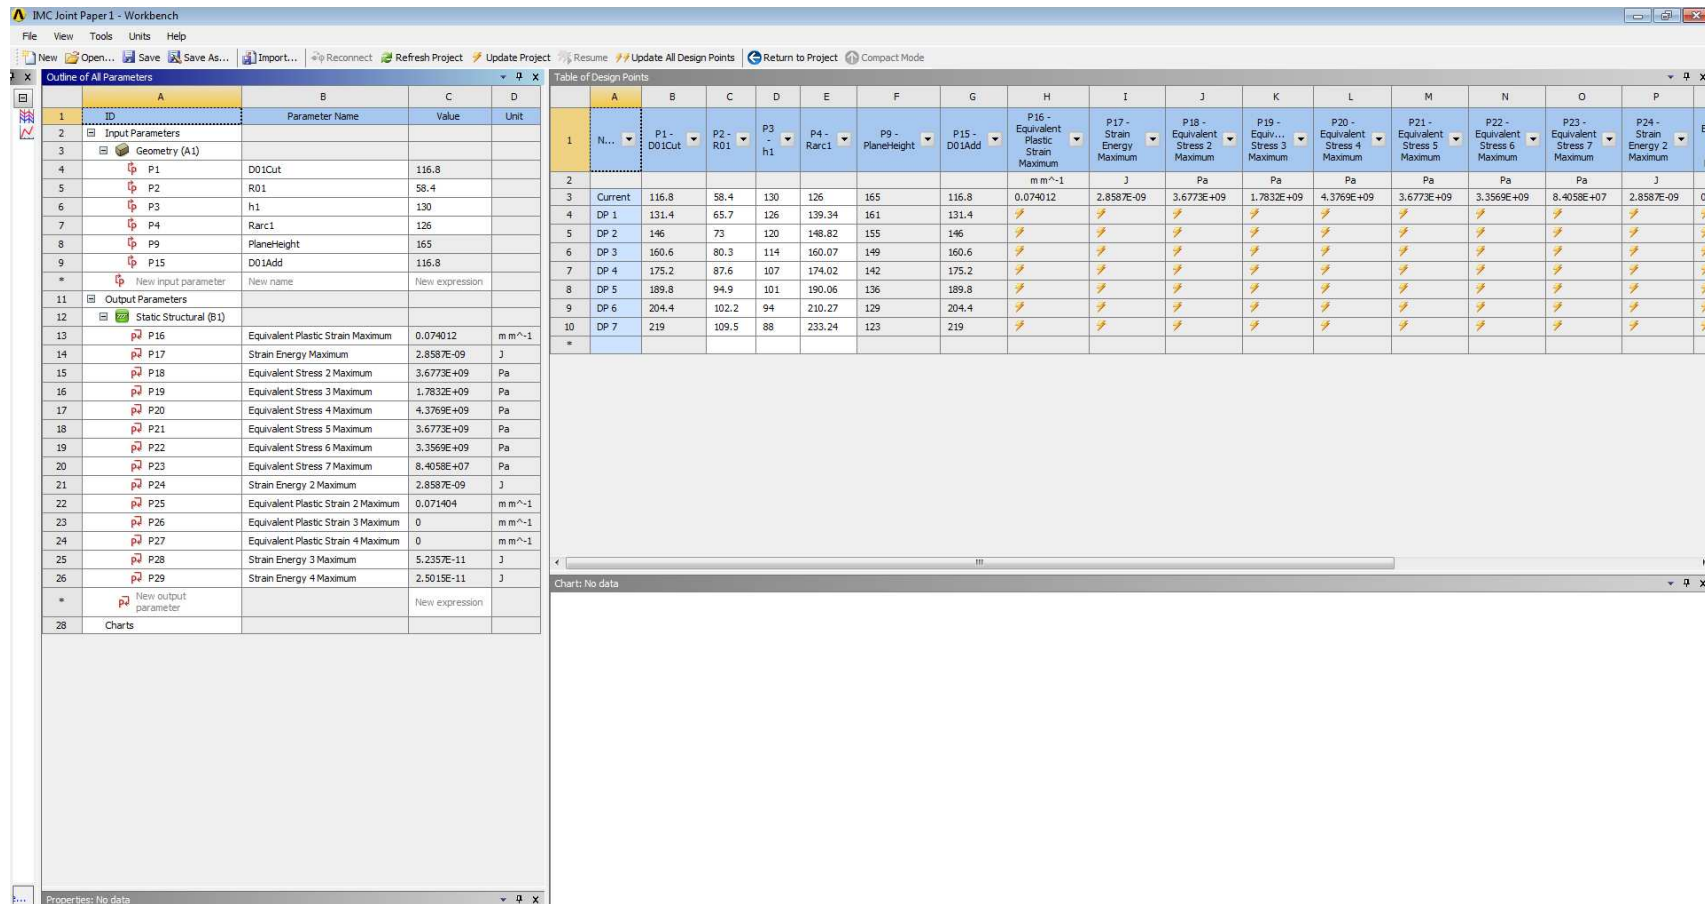 IMC Joint Paper1 - Workbench
File View Tools Units Help
New Open... Save Save As... Import... Reconnect Refresh Project Update Project Resume Update All Design Points Return to Project Compact Mode
Outline of All Parameters
A B C D
1 ID Parameter Name Value Unit
2 Input Parameters
3 Geometry (A1)
4 P1 D01Cut 116.8
5 P2 R01 58.4
6 P3 h1 130
7 P4 Rarc1 126
8 P9 PlaneHeight 165
9 P15 D01Add 116.8
* New input parameter New name New expression
11 Output Parameters
12 Static Structural (B1)
13 P16 Equivalent Plastic Strain Maximum 0.074012 m m^-1
14 P17 Strain Energy Maximum 2.8587E-09 J
15 P18 Equivalent Stress 2 Maximum 3.6773E+09 Pa
16 P19 Equivalent Stress 3 Maximum 1.7832E+09 Pa
17 P20 Equivalent Stress 4 Maximum 4.3769E+09 Pa
18 P21 Equivalent Stress 5 Maximum 3.6773E+09 Pa
19 P22 Equivalent Stress 6 Maximum 3.3569E+09 Pa
20 P23 Equivalent Stress 7 Maximum 8.4058E+07 Pa
21 P24 Strain Energy 2 Maximum 2.8587E-09 J
22 P25 Equivalent Plastic Strain 2 Maximum 0.071404 m m^-1
23 P26 Equivalent Plastic Strain 3 Maximum 0 m m^-1
24 P27 Equivalent Plastic Strain 4 Maximum 0 m m^-1
25 P28 Strain Energy 3 Maximum 5.2357E-11 J
26 P29 Strain Energy 4 Maximum 2.5015E-11 J
* New output parameter New expression
28 Charts
Properties: No data
Table of Design Points
A B C D E F G H I J K L M N O P
1 N... P1 - D01Cut P2 - R01 P3 - h1 P4 - Rarc1 P9 - PlaneHeight P15 - D01Add P16 - Equivalent Plastic Strain Maximum P17 - Strain Energy Maximum P18 - Equivalent Stress 2 Maximum P19 - Equiv... Stress 3 Maximum P20 - Equivalent Stress 4 Maximum P21 - Equivalent Stress 5 Maximum P22 - Equivalent Stress 6 Maximum P23 - Equivalent Stress 7 Maximum P24 - Strain Energy 2 Maximum
2 m m^-1 J Pa Pa Pa Pa Pa Pa J
3 Current 116.8 58.4 130 126 165 116.8 0.074012 2.8587E-09 3.6773E+09 1.7832E+09 4.3769E+09 3.6773E+09 3.3569E+09 8.4058E+07 2.8587E-09
4 DP 1 131.4 65.7 126 139.34 161 131.4
5 DP 2 146 73 120 148.82 155 146
6 DP 3 160.6 80.3 114 160.07 149 160.6
7 DP 4 175.2 87.6 107 174.02 142 175.2
8 DP 5 189.8 94.9 101 190.06 136 189.8
9 DP 6 204.4 102.2 94 210.27 129 204.4
10 DP 7 219 109.5 88 233.24 123 219
*
Chart: No data